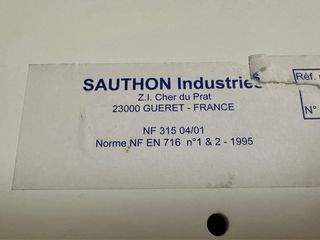 SAUTHON Industries
Z.I. Cher du Prat
23000 GUERET - FRANCE
NF 315 04/01
Norme NF EN 716 n°1 & 2 - 1995
Réf.
N°